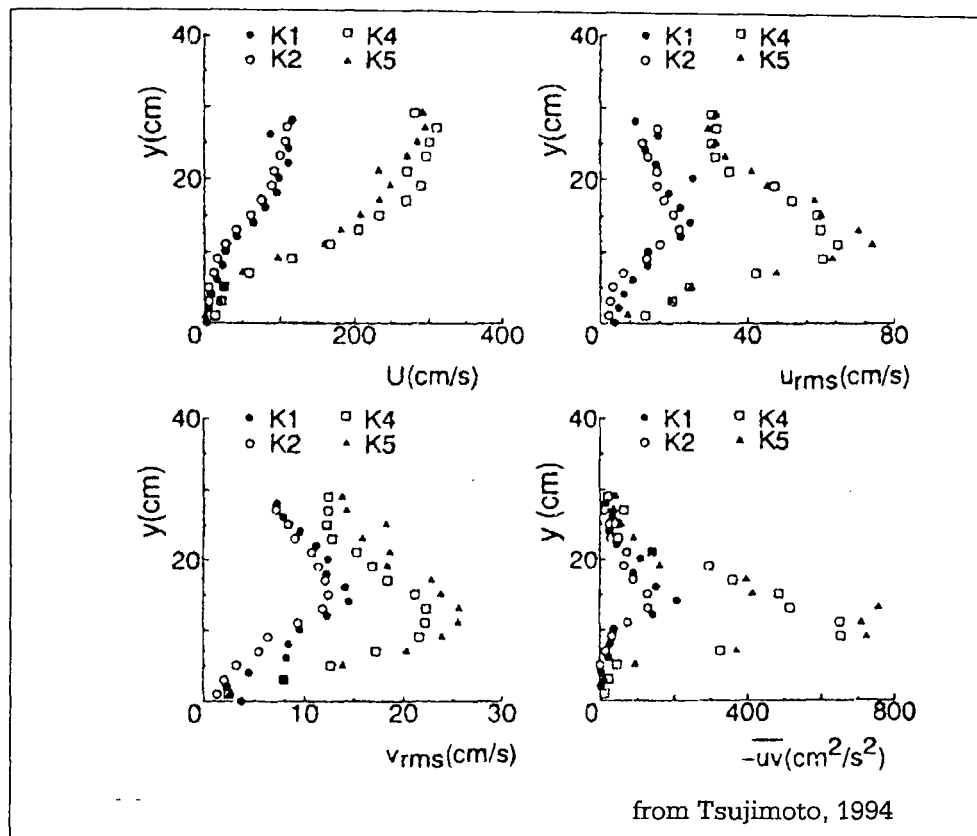 40
K1 K4
K2 K5
y(cm)
20
0
0 200 400
U(cm/s)
K1 K4
K2 K5
40
y(cm)
20
0
0 40 80
u_rms(cm/s)
40
K1 K4
K2 K5
y(cm)
20
0
0 10 20 30
v_rms(cm/s)
40
K1 K4
K2 K5
y (cm)
20
0
0 400 800
-uv(cm²/s²)
from Tsujimoto, 1994